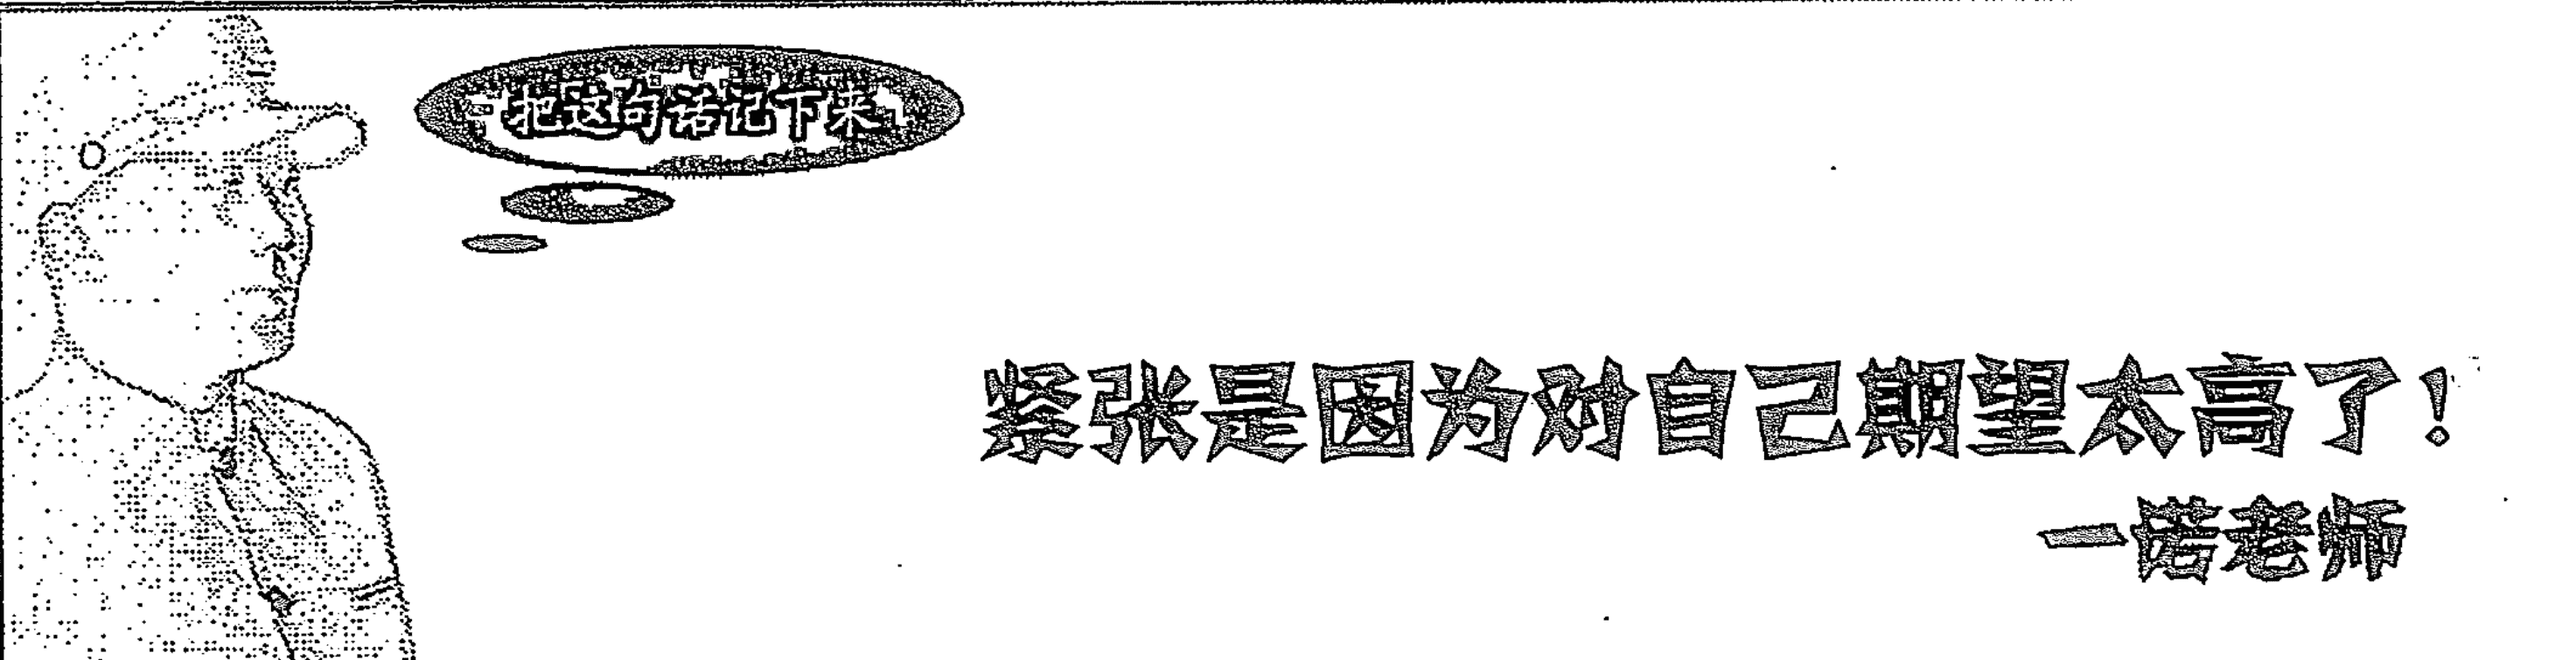 把这句话记下来
紧张是因为对自己期望太高了！
一诺老师